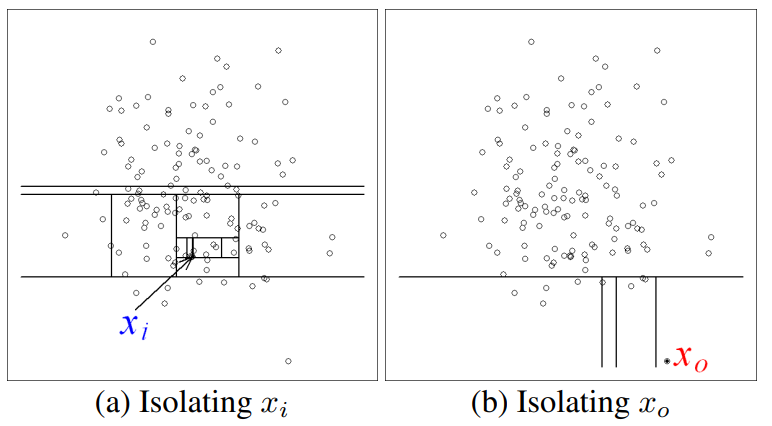 x_i
x_o
(a) Isolating x_i
(b) Isolating x_o